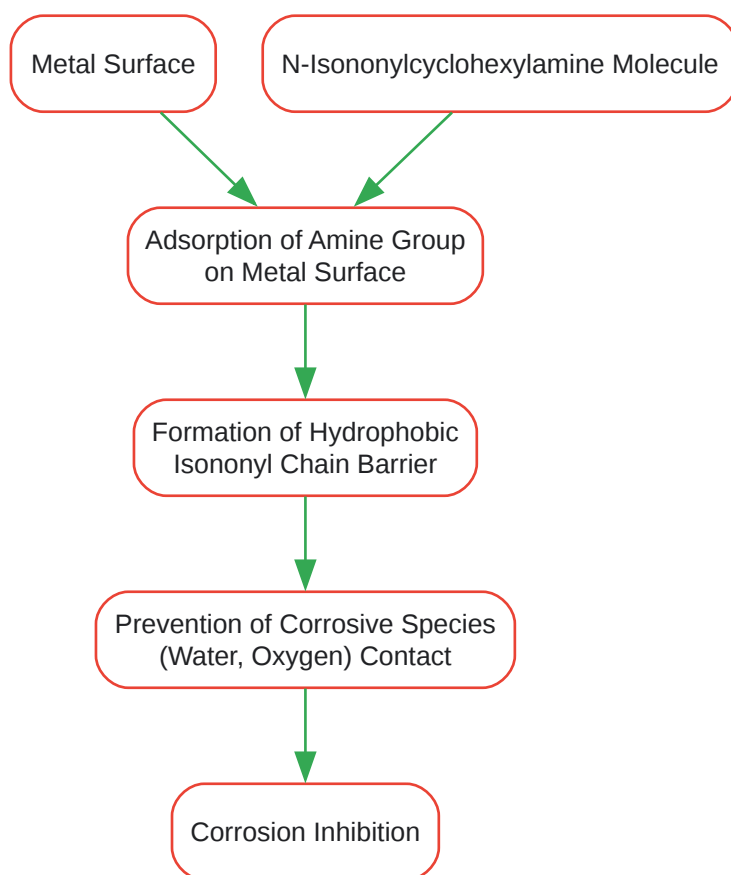 Metal Surface
N-Isononylcyclohexylamine Molecule
Adsorption of Amine Group
on Metal Surface
Formation of Hydrophobic
Isononyl Chain Barrier
Prevention of Corrosive Species
(Water, Oxygen) Contact
Corrosion Inhibition